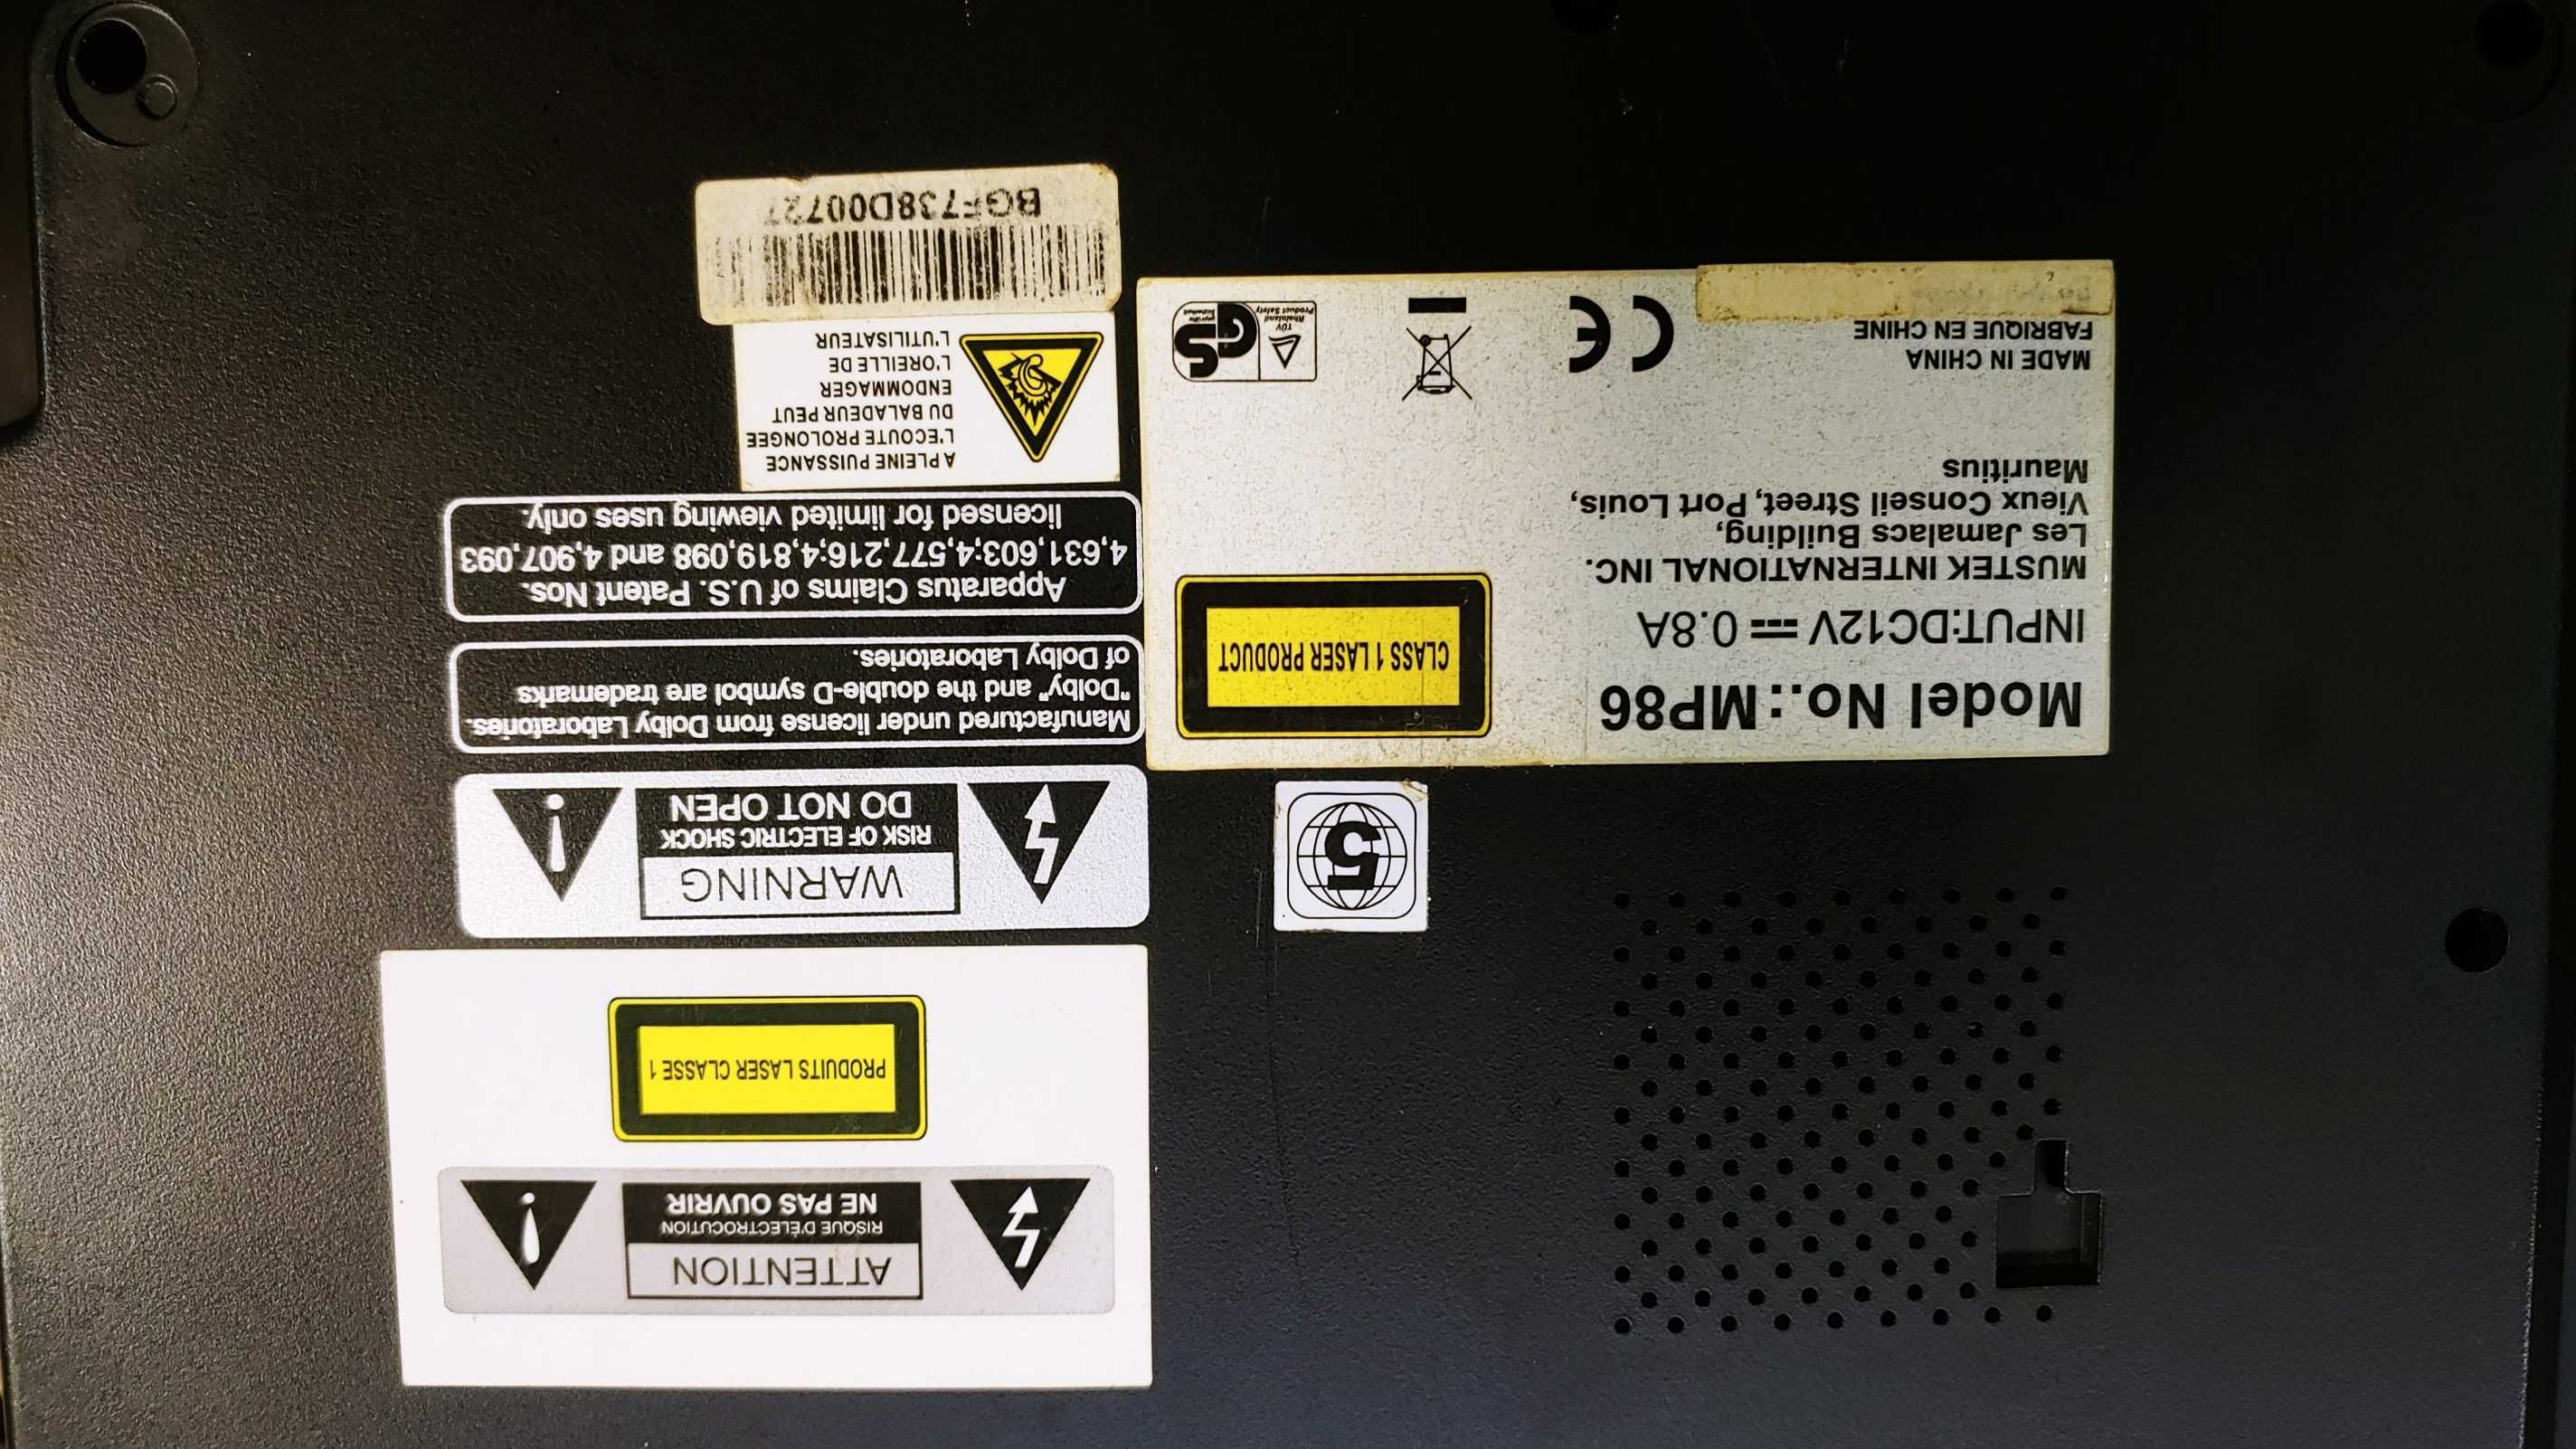 ATTENTION
RISQUE D'ÉLECTROCUTION
NE PAS OUVRIR
PRODUITS LASER CLASSE 1
WARNING
RISK OF ELECTRIC SHOCK
DO NOT OPEN
5
Model No.: MP86
INPUT:DC12V ⎓ 0.8A
MUSTEK INTERNATIONAL INC.
Les Jamalacs Building,
Vieux Conseil Street, Port Louis,
Mauritius
MADE IN CHINA
FABRIQUE EN CHINE
CLASS 1 LASER PRODUCT
CE
TÜV
Rheinland
Product Safety
GS
geprüfte
Sicherheit
Manufactured under license from Dolby Laboratories.
"Dolby" and the double-D symbol are trademarks
of Dolby Laboratories.
Apparatus Claims of U.S. Patent Nos.
4,631,603;4,577,216;4,819,098 and 4,907,093
licensed for limited viewing uses only.
A PLEINE PUISSANCE
L'ECOUTE PROLONGEE
DU BALADEUR PEUT
ENDOMMAGER
L'OREILLE DE
L'UTILISATEUR
BGF738D00727